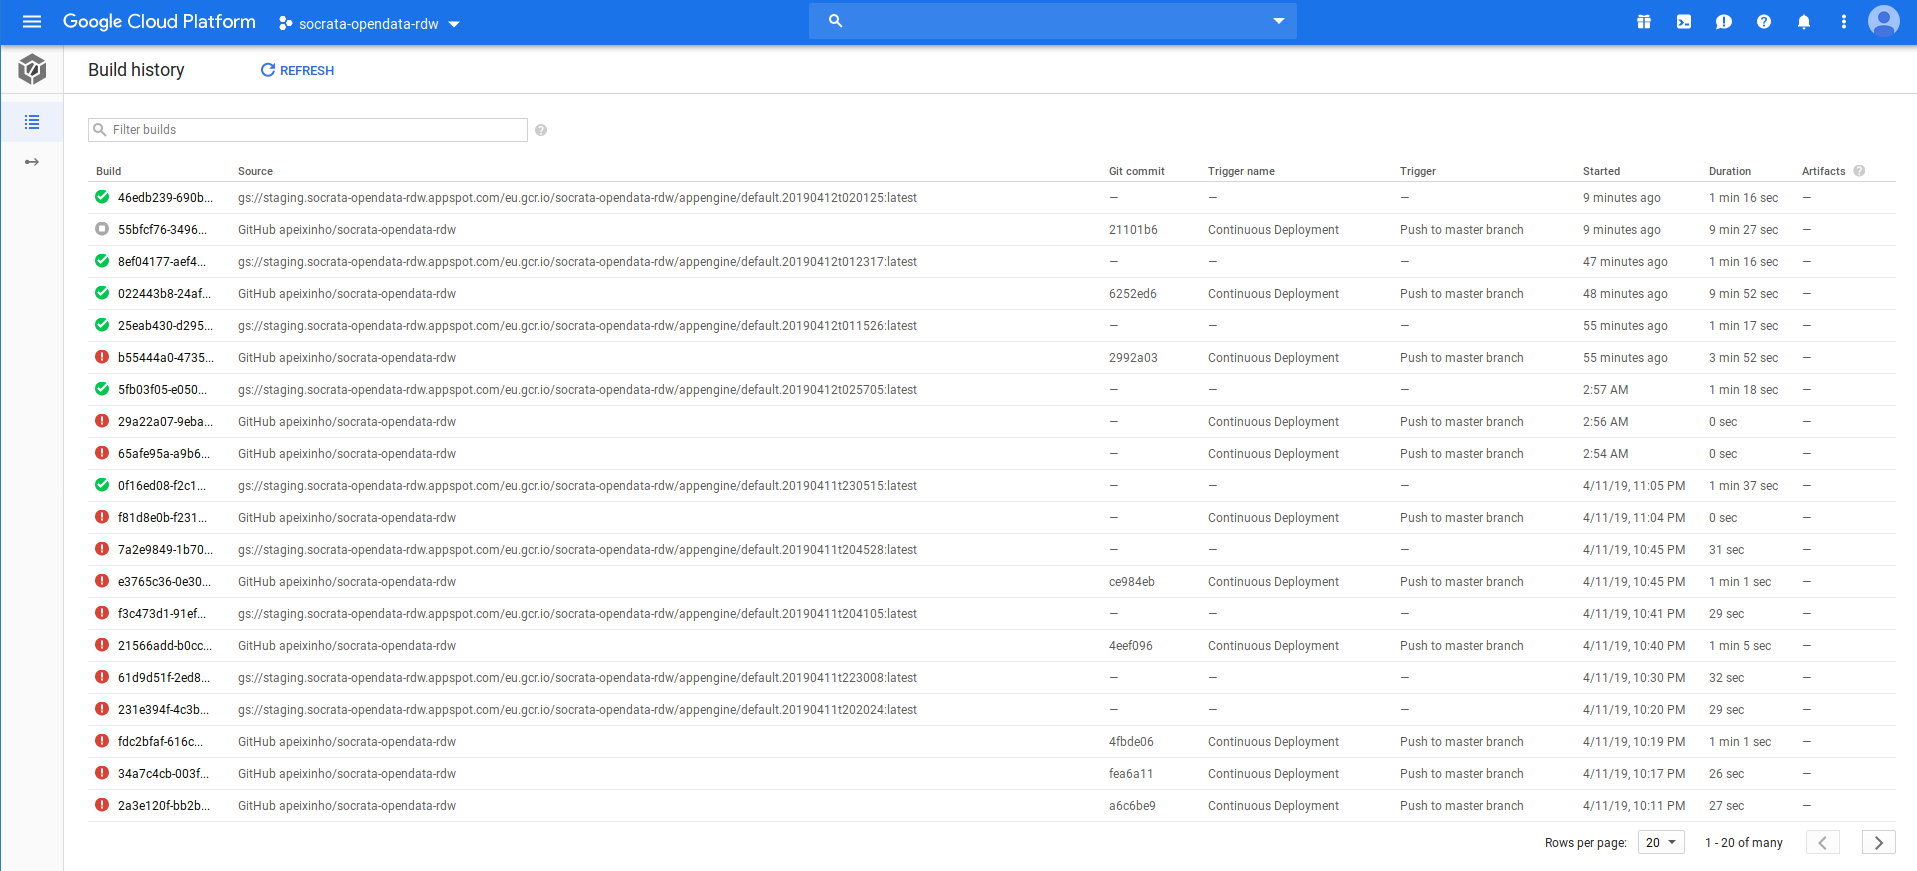 Google Cloud Platform socrata-opendata-rdw
Build history REFRESH
Filter builds
Build Source Git commit Trigger name Trigger Started Duration Artifacts
46edb239-690b... gs://staging.socrata-opendata-rdw.appspot.com/eu.gcr.io/socrata-opendata-rdw/appengine/default.20190412t020125:latest — — — 9 minutes ago 1 min 16 sec —
55bfcf76-3496... GitHub apeixinho/socrata-opendata-rdw 21101b6 Continuous Deployment Push to master branch 9 minutes ago 9 min 27 sec —
8ef04177-aef4... gs://staging.socrata-opendata-rdw.appspot.com/eu.gcr.io/socrata-opendata-rdw/appengine/default.20190412t012317:latest — — — 47 minutes ago 1 min 16 sec —
022443b8-24af... GitHub apeixinho/socrata-opendata-rdw 6252ed6 Continuous Deployment Push to master branch 48 minutes ago 9 min 52 sec —
25eab430-d295... gs://staging.socrata-opendata-rdw.appspot.com/eu.gcr.io/socrata-opendata-rdw/appengine/default.20190412t011526:latest — — — 55 minutes ago 1 min 17 sec —
b55444a0-4735... GitHub apeixinho/socrata-opendata-rdw 2992a03 Continuous Deployment Push to master branch 55 minutes ago 3 min 52 sec —
5fb03f05-e050... gs://staging.socrata-opendata-rdw.appspot.com/eu.gcr.io/socrata-opendata-rdw/appengine/default.20190412t025705:latest — — — 2:57 AM 1 min 18 sec —
29a22a07-9eba... GitHub apeixinho/socrata-opendata-rdw — Continuous Deployment Push to master branch 2:56 AM 0 sec —
65afe95a-a9b6... GitHub apeixinho/socrata-opendata-rdw — Continuous Deployment Push to master branch 2:54 AM 0 sec —
0f16ed08-f2c1... gs://staging.socrata-opendata-rdw.appspot.com/eu.gcr.io/socrata-opendata-rdw/appengine/default.20190411t230515:latest — — — 4/11/19, 11:05 PM 1 min 37 sec —
f81d8e0b-f231... GitHub apeixinho/socrata-opendata-rdw — Continuous Deployment Push to master branch 4/11/19, 11:04 PM 0 sec —
7a2e9849-1b70... gs://staging.socrata-opendata-rdw.appspot.com/eu.gcr.io/socrata-opendata-rdw/appengine/default.20190411t204528:latest — — — 4/11/19, 10:45 PM 31 sec —
e3765c36-0e30... GitHub apeixinho/socrata-opendata-rdw ce984eb Continuous Deployment Push to master branch 4/11/19, 10:45 PM 1 min 1 sec —
f3c473d1-91ef... gs://staging.socrata-opendata-rdw.appspot.com/eu.gcr.io/socrata-opendata-rdw/appengine/default.20190411t204105:latest — — — 4/11/19, 10:41 PM 29 sec —
21566add-b0cc... GitHub apeixinho/socrata-opendata-rdw 4eef096 Continuous Deployment Push to master branch 4/11/19, 10:40 PM 1 min 5 sec —
61d9d51f-2ed8... gs://staging.socrata-opendata-rdw.appspot.com/eu.gcr.io/socrata-opendata-rdw/appengine/default.20190411t223008:latest — — — 4/11/19, 10:30 PM 32 sec —
231e394f-4c3b... gs://staging.socrata-opendata-rdw.appspot.com/eu.gcr.io/socrata-opendata-rdw/appengine/default.20190411t202024:latest — — — 4/11/19, 10:20 PM 29 sec —
fdc2bfaf-616c... GitHub apeixinho/socrata-opendata-rdw 4fbde06 Continuous Deployment Push to master branch 4/11/19, 10:19 PM 1 min 1 sec —
34a7c4cb-003f... GitHub apeixinho/socrata-opendata-rdw fea6a11 Continuous Deployment Push to master branch 4/11/19, 10:17 PM 26 sec —
2a3e120f-bb2b... GitHub apeixinho/socrata-opendata-rdw a6c6be9 Continuous Deployment Push to master branch 4/11/19, 10:11 PM 27 sec —
Rows per page: 20 1 - 20 of many